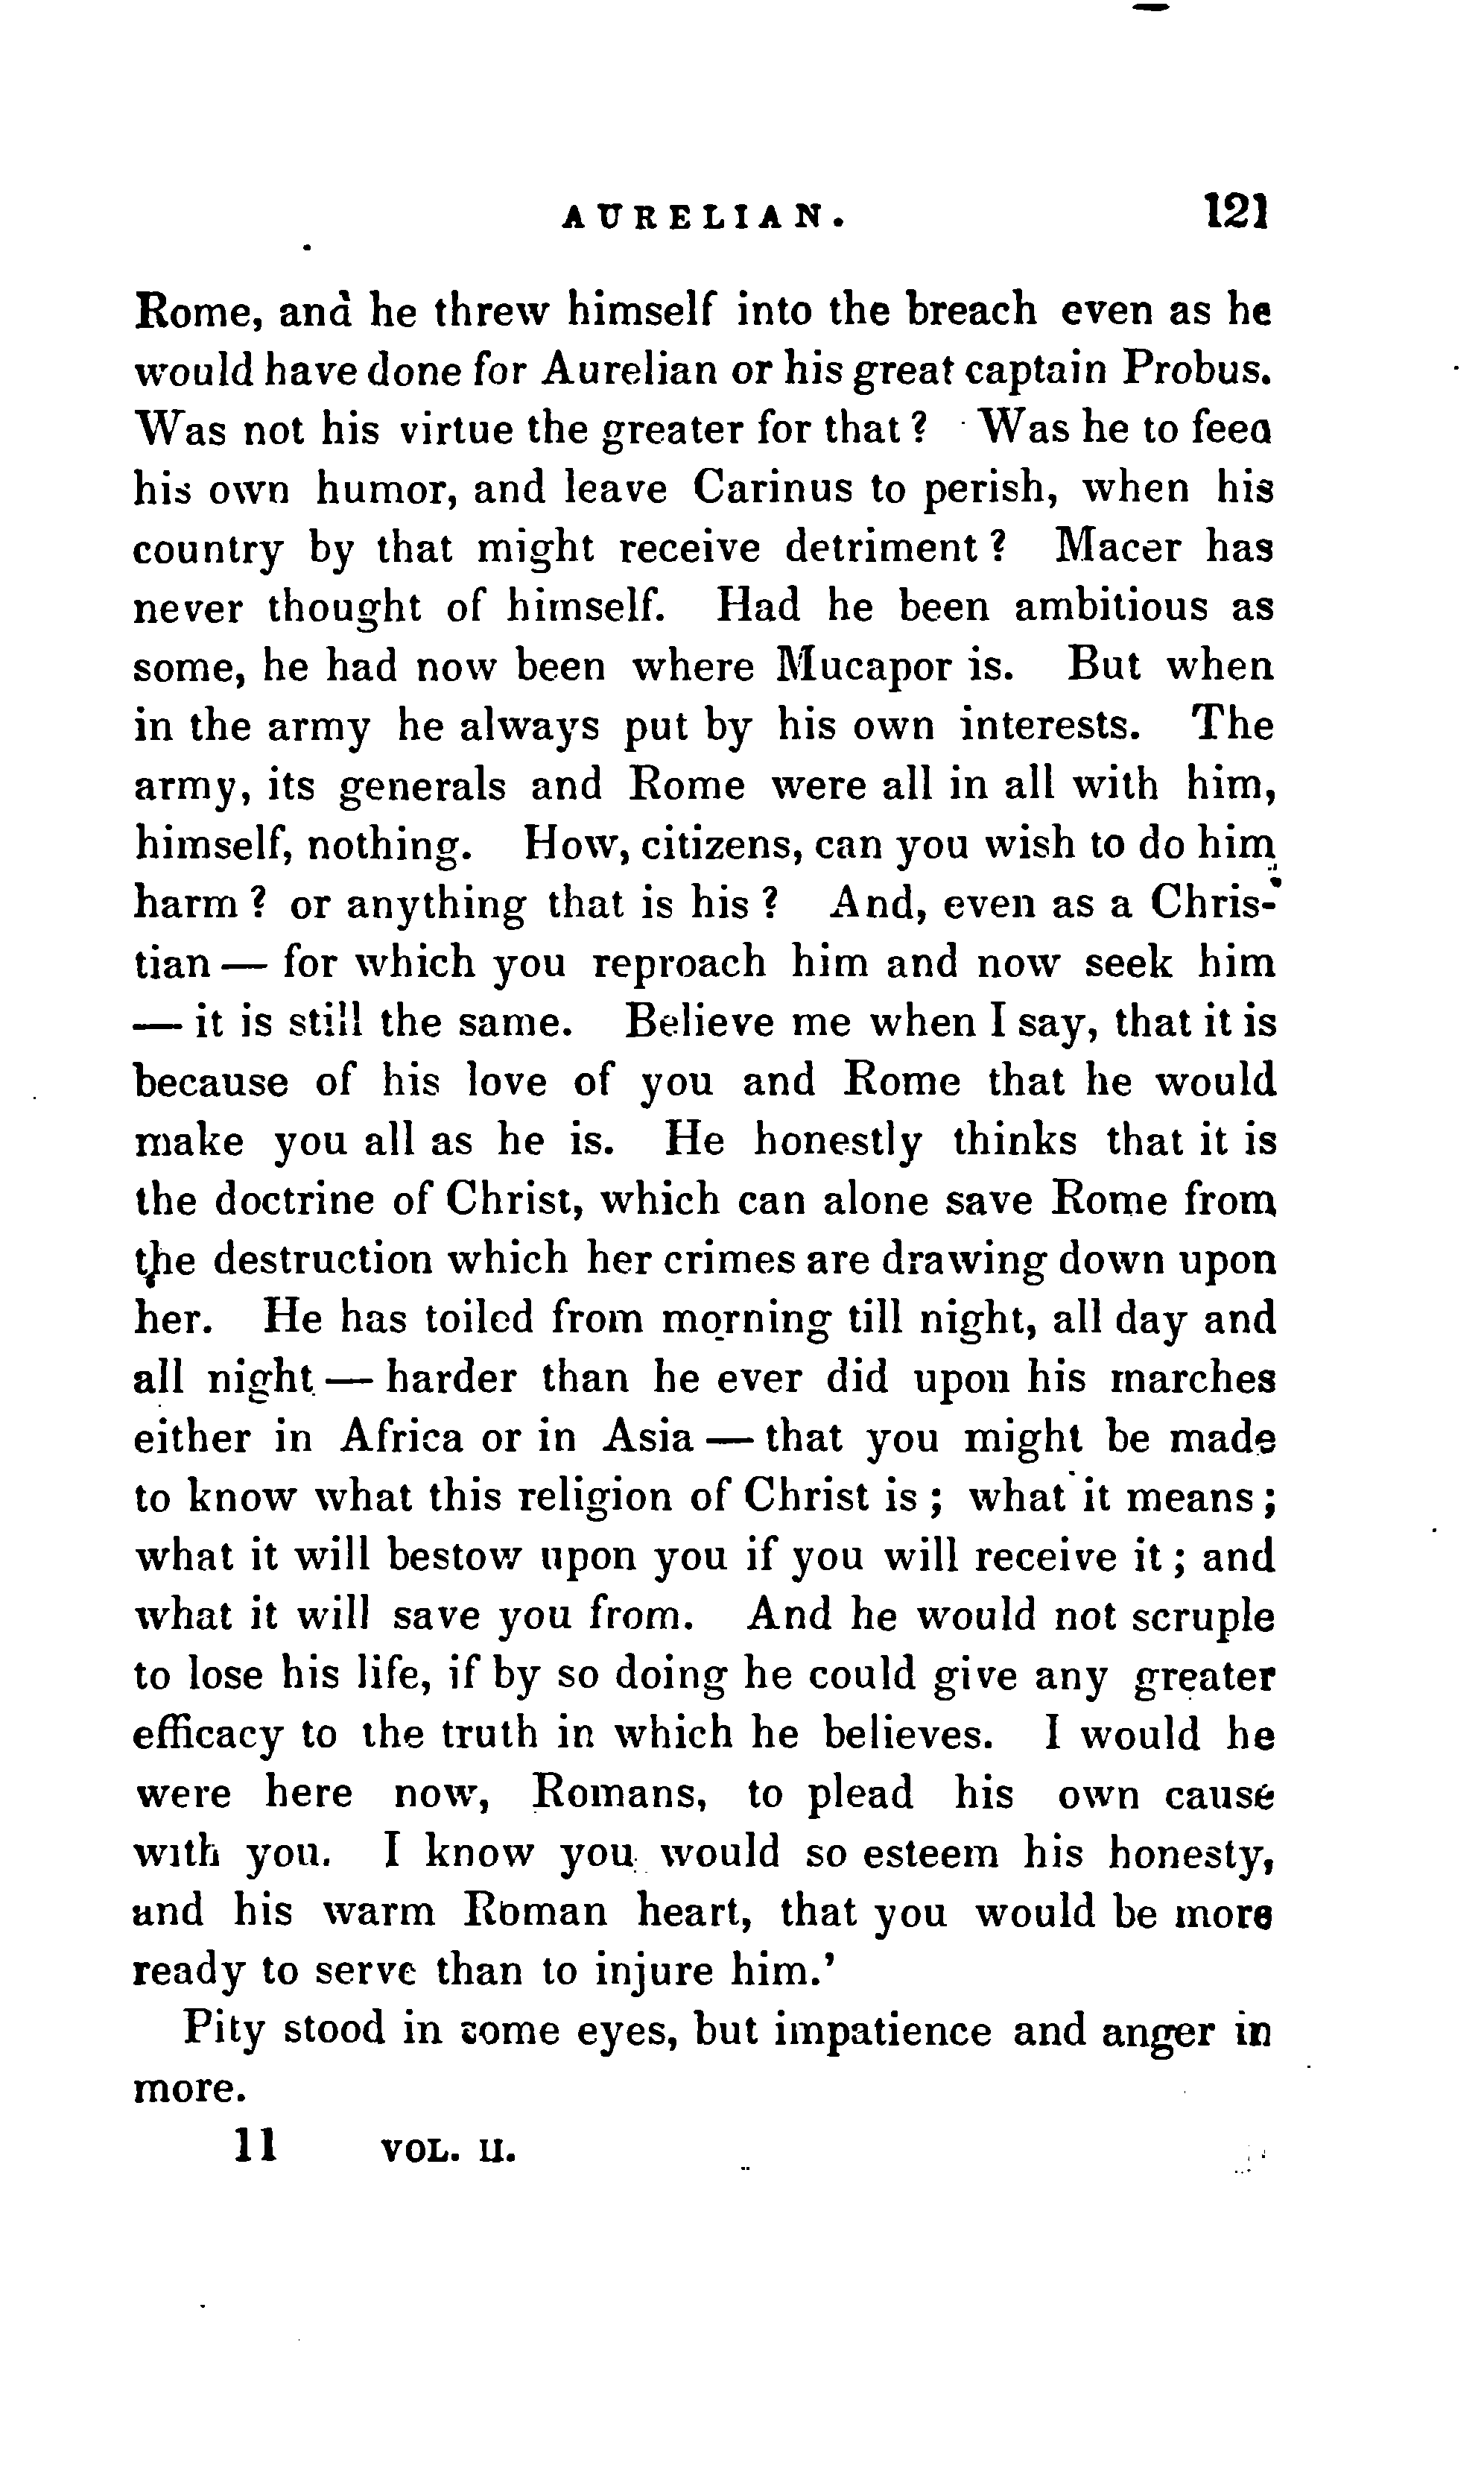 AURELIAN. 121
Rome, and he threw himself into the breach even as he
would have done for Aurelian or his great captain Probus.
Was not his virtue the greater for that? Was he to feed
his own humor, and leave Carinus to perish, when his
country by that might receive detriment? Macer has
never thought of himself. Had he been ambitious as
some, he had now been where Mucapor is. But when
in the army he always put by his own interests. The
army, its generals and Rome were all in all with him,
himself, nothing. How, citizens, can you wish to do him
harm? or anything that is his? And, even as a Chris-
tian — for which you reproach him and now seek him
— it is still the same. Believe me when I say, that it is
because of his love of you and Rome that he would
make you all as he is. He honestly thinks that it is
the doctrine of Christ, which can alone save Rome from
the destruction which her crimes are drawing down upon
her. He has toiled from morning till night, all day and
all night — harder than he ever did upon his marches
either in Africa or in Asia — that you might be made
to know what this religion of Christ is; what it means;
what it will bestow upon you if you will receive it; and
what it will save you from. And he would not scruple
to lose his life, if by so doing he could give any greater
efficacy to the truth in which he believes. I would he
were here now, Romans, to plead his own cause
with you. I know you would so esteem his honesty,
and his warm Roman heart, that you would be more
ready to serve than to injure him.'
Pity stood in some eyes, but impatience and anger in
more.
11 VOL. II.